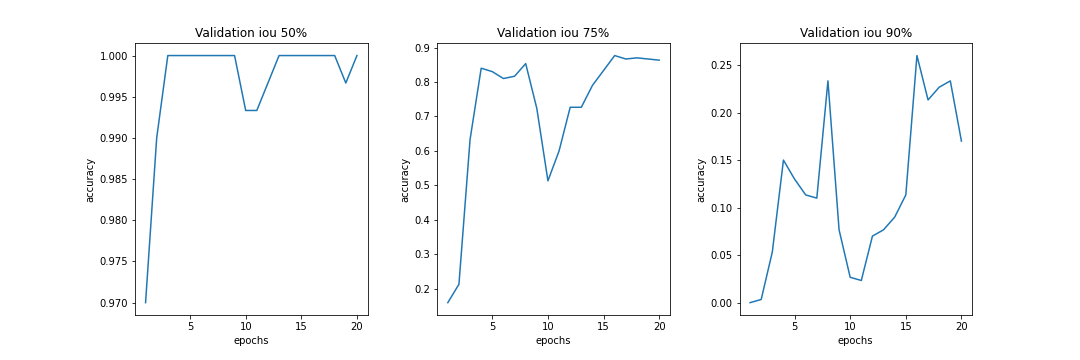 Validation iou 50%
accuracy
1.000
0.995
0.990
0.985
0.980
0.975
0.970
5 10 15 20
epochs
Validation iou 75%
accuracy
0.9
0.8
0.7
0.6
0.5
0.4
0.3
0.2
5 10 15 20
epochs
Validation iou 90%
accuracy
0.25
0.20
0.15
0.10
0.05
0.00
5 10 15 20
epochs